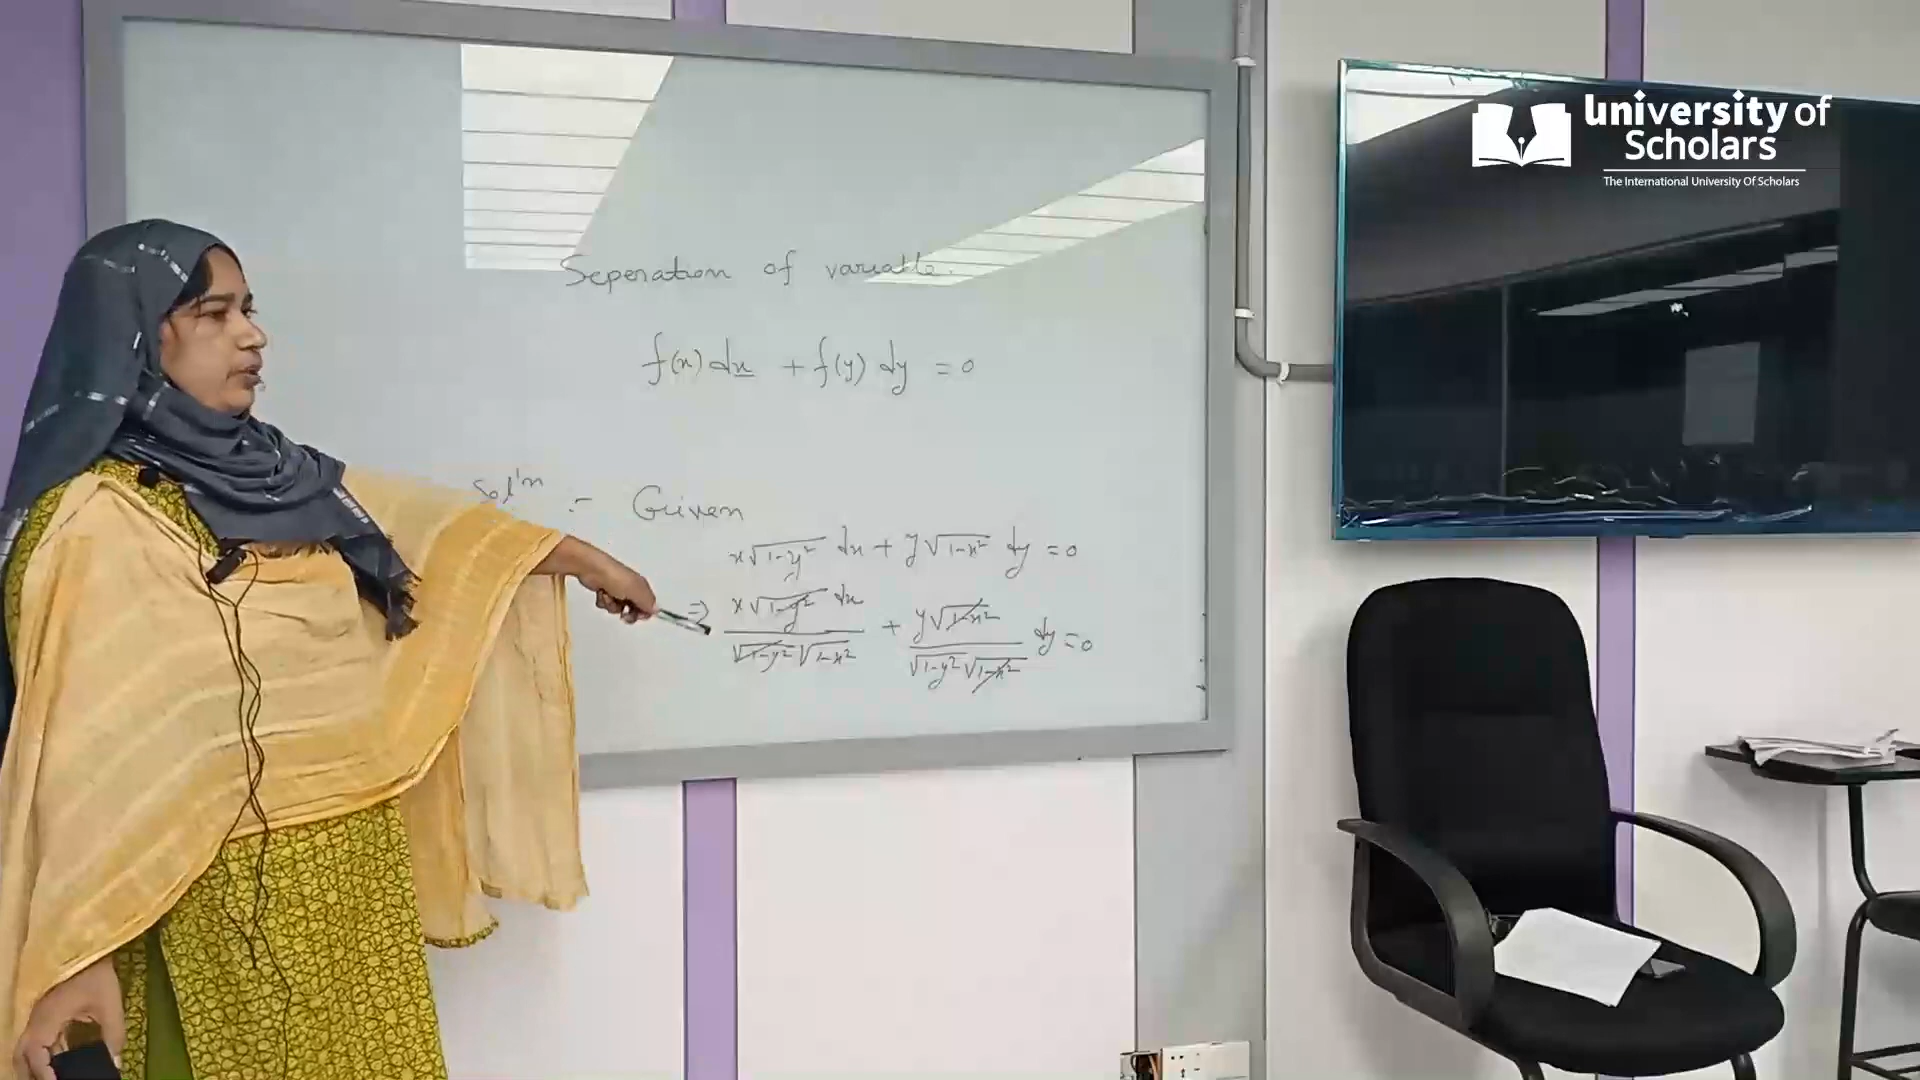 University of
Scholars
The International University Of Scholars
Seperation of variable.
f(x) dx + f(y) dy = 0
Sol'n :- Given
x√1-y² dx + y√1-x² dy = 0
⇒ x√1-y² dx / √1-y² √1-x² + y√1-x² / √1-y² √1-x² dy = 0